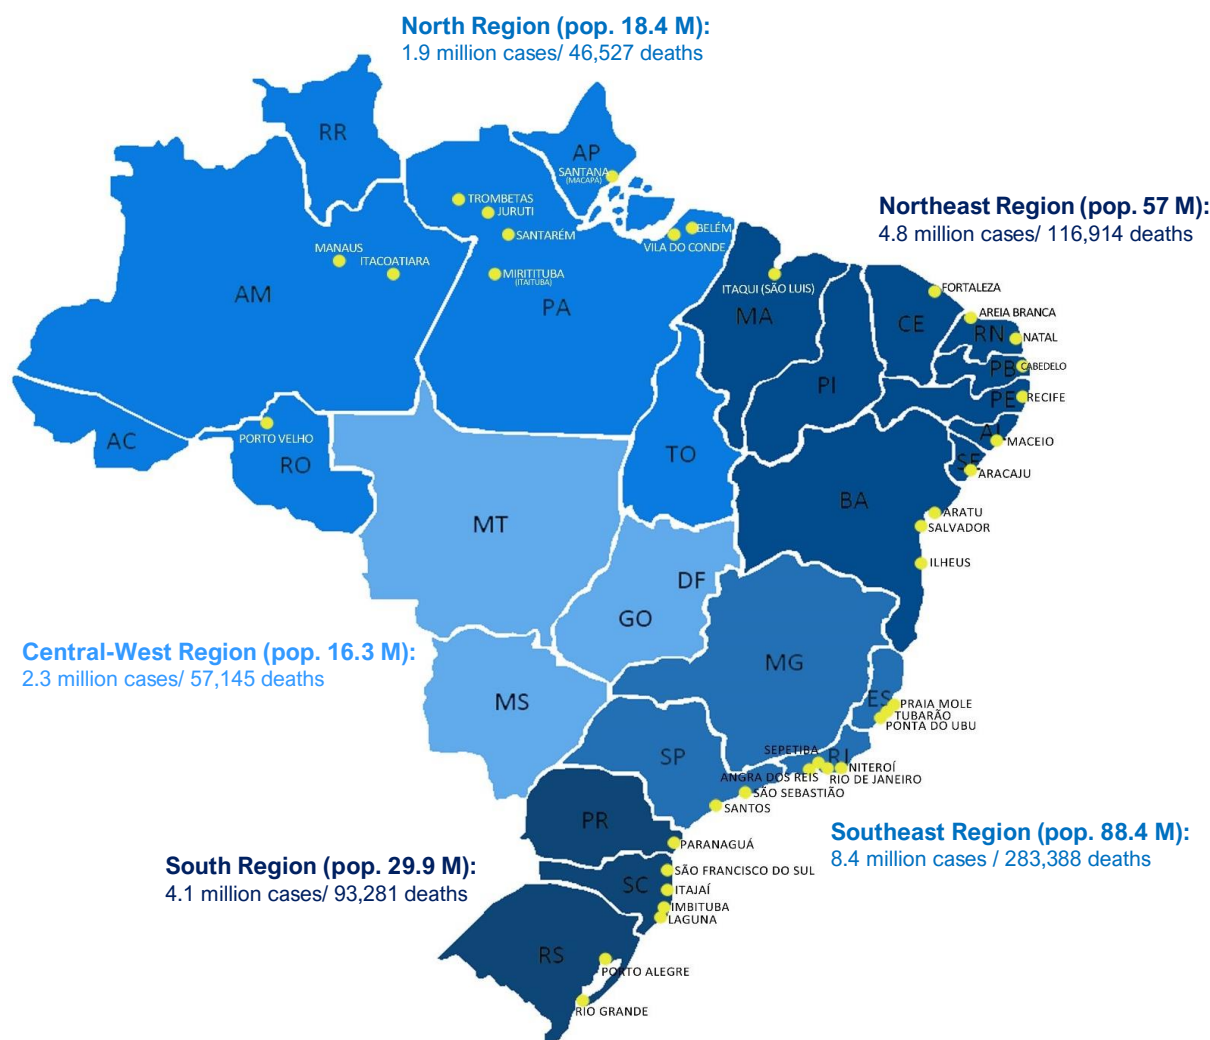 North Region (pop. 18.4 M):
1.9 million cases/ 46,527 deaths
RR
AP
SANTANA
(MACAPÁ)
TROMBETAS
JURUTI
SANTARÉM
BELÉM
VILA DO CONDE
MANAUS
ITACOATIARA
MIRITITUBA
(ITAITUBA)
AM
PA
Northeast Region (pop. 57 M):
4.8 million cases/ 116,914 deaths
ITAQUI (SÃO LUIS)
FORTALEZA
MA
CE
AREIA BRANCA
RN
NATAL
PI
PB
CABEDELO
PE
RECIFE
AC
PORTO VELHO
RO
TO
AL
MACEIO
SE
ARACAJU
BA
MT
ARATU
SALVADOR
ILHEUS
DF
GO
Central-West Region (pop. 16.3 M):
2.3 million cases/ 57,145 deaths
MS
MG
ES
PRAIA MOLE
TUBARÃO
PONTA DO UBU
SP
SEPETIBA
RJ
NITEROÍ
ANGRA DOS REIS
RIO DE JANEIRO
SÃO SEBASTIÃO
SANTOS
Southeast Region (pop. 88.4 M):
8.4 million cases / 283,388 deaths
PR
PARANAGUÁ
South Region (pop. 29.9 M):
4.1 million cases/ 93,281 deaths
SÃO FRANCISCO DO SUL
SC
ITAJAÍ
IMBITUBA
LAGUNA
RS
PORTO ALEGRE
RIO GRANDE